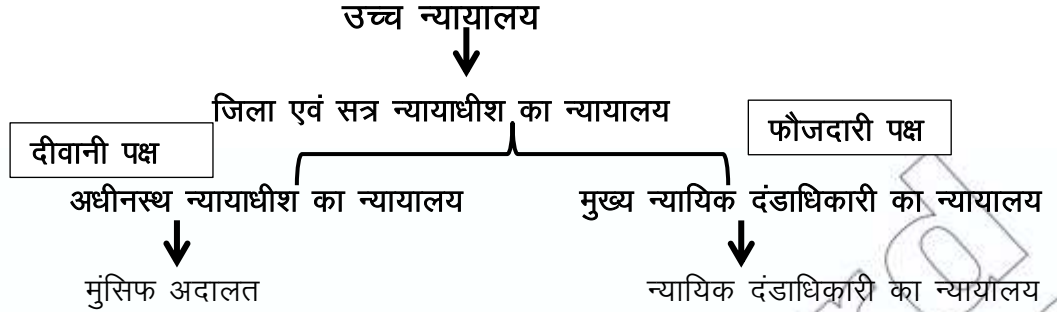 उच्च न्यायालय
जिला एवं सत्र न्यायाधीश का न्यायालय
दीवानी पक्ष
फौजदारी पक्ष
अधीनस्थ न्यायाधीश का न्यायालय
मुख्य न्यायिक दंडाधिकारी का न्यायालय
मुंसिफ अदालत
न्यायिक दंडाधिकारी का न्यायालय